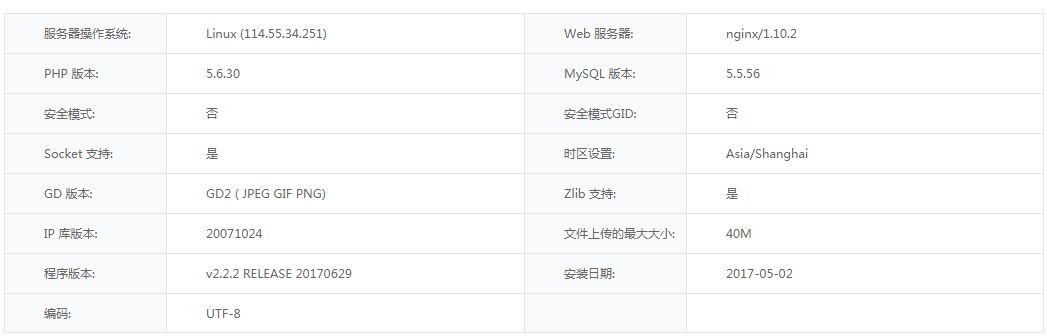 服务器操作系统: Linux (114.55.34.251) Web 服务器: nginx/1.10.2
PHP 版本: 5.6.30 MySQL 版本: 5.5.56
安全模式: 否 安全模式GID: 否
Socket 支持: 是 时区设置: Asia/Shanghai
GD 版本: GD2 ( JPEG GIF PNG) Zlib 支持: 是
IP 库版本: 20071024 文件上传的最大大小: 40M
程序版本: v2.2.2 RELEASE 20170629 安装日期: 2017-05-02
编码: UTF-8